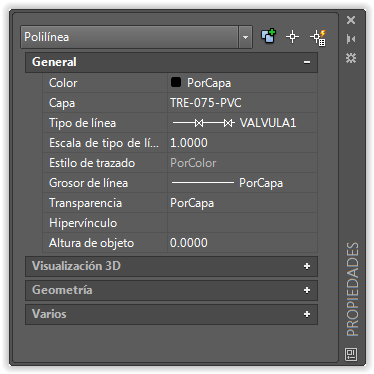 Polilínea
General
Color PorCapa
Capa TRE-075-PVC
Tipo de línea VALVULA1
Escala de tipo de lí... 1.0000
Estilo de trazado PorColor
Grosor de línea PorCapa
Transparencia PorCapa
Hipervínculo
Altura de objeto 0.0000
Visualización 3D
Geometría
Varios
PROPIEDADES